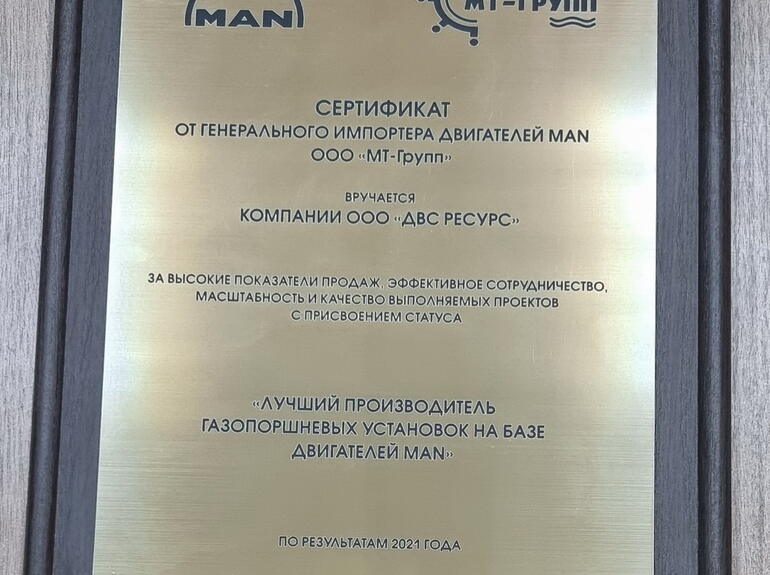 MAN
МТ-ГРУПП
СЕРТИФИКАТ
ОТ ГЕНЕРАЛЬНОГО ИМПОРТЕРА ДВИГАТЕЛЕЙ MAN
ООО «МТ-Групп»
ВРУЧАЕТСЯ
КОМПАНИИ ООО «ДВС РЕСУРС»
ЗА ВЫСОКИЕ ПОКАЗАТЕЛИ ПРОДАЖ, ЭФФЕКТИВНОЕ СОТРУДНИЧЕСТВО,
МАСШТАБНОСТЬ И КАЧЕСТВО ВЫПОЛНЯЕМЫХ ПРОЕКТОВ
С ПРИСВОЕНИЕМ СТАТУСА
«ЛУЧШИЙ ПРОИЗВОДИТЕЛЬ
ГАЗОПОРШНЕВЫХ УСТАНОВОК НА БАЗЕ
ДВИГАТЕЛЕЙ MAN»
ПО РЕЗУЛЬТАТАМ 2021 ГОДА